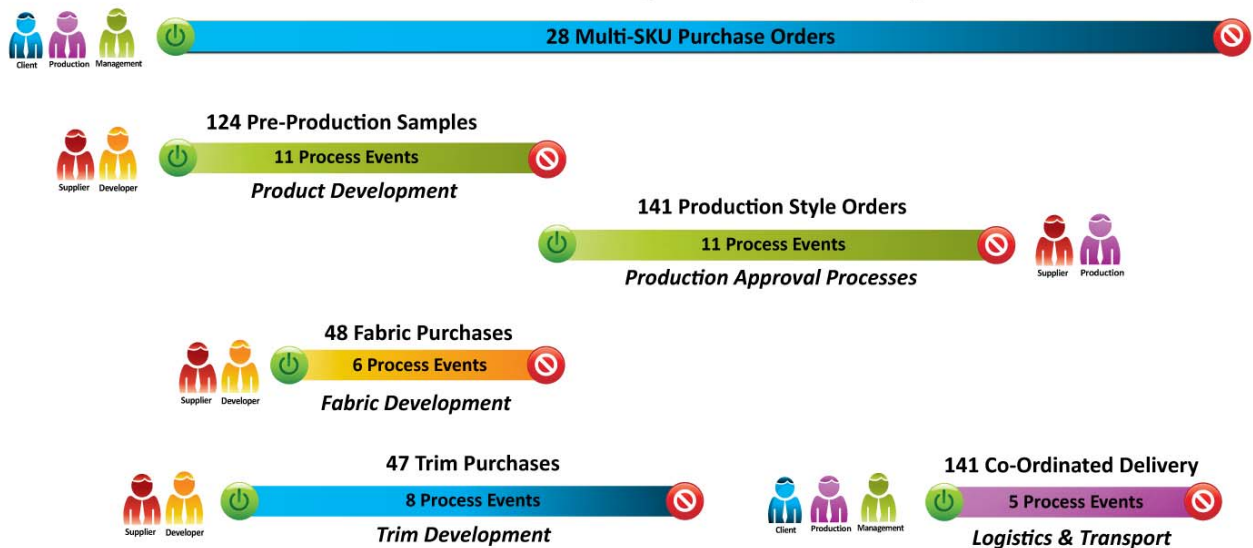 28 Multi-SKU Purchase Orders
Client Production Management
124 Pre-Production Samples
11 Process Events
Supplier Developer
Product Development
141 Production Style Orders
11 Process Events
Supplier Production
Production Approval Processes
48 Fabric Purchases
6 Process Events
Supplier Developer
Fabric Development
47 Trim Purchases
8 Process Events
Supplier Developer
Trim Development
141 Co-Ordinated Delivery
5 Process Events
Client Production Management
Logistics & Transport